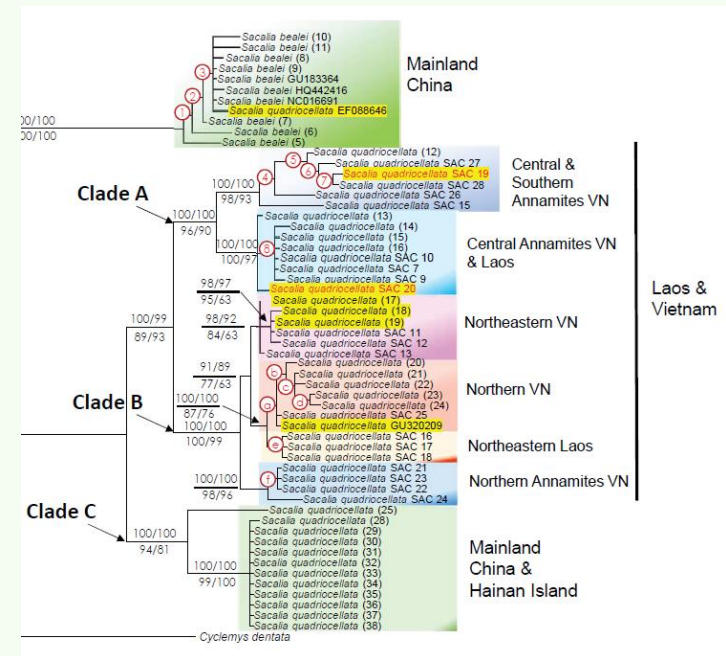 Sacalia bealei (10)
Sacalia bealei (11)
Sacalia bealei (8)
Sacalia bealei (9)
Sacalia bealei GU183364
Sacalia bealei HQ442416
Sacalia bealei NC016691
Sacalia quadriocellata EF088646
Sacalia bealei (7)
Sacalia bealei (6)
Sacalia bealei (5)
3
2
1
00/100
00/100
Mainland
China
Sacalia quadriocellata (12)
Sacalia quadriocellata SAC 27
Sacalia quadriocellata SAC 19
Sacalia quadriocellata SAC 28
Sacalia quadriocellata SAC 26
Sacalia quadriocellata SAC 15
5
6
7
4
100/100
98/93
Central &
Southern
Annamites VN
Clade A
100/100
96/90
100/100
100/97
Sacalia quadriocellata (13)
Sacalia quadriocellata (14)
Sacalia quadriocellata (15)
Sacalia quadriocellata (16)
Sacalia quadriocellata SAC 10
Sacalia quadriocellata SAC 7
Sacalia quadriocellata SAC 9
Sacalia quadriocellata SAC 20
8
Central Annamites VN
& Laos
Laos &
Vietnam
98/97
95/63
Sacalia quadriocellata (17)
Sacalia quadriocellata (18)
Sacalia quadriocellata (19)
Sacalia quadriocellata SAC 11
Sacalia quadriocellata SAC 12
Sacalia quadriocellata SAC 13
98/92
84/63
Northeastern VN
100/99
89/93
91/89
77/63
Sacalia quadriocellata (20)
Sacalia quadriocellata (21)
Sacalia quadriocellata (22)
Sacalia quadriocellata (23)
Sacalia quadriocellata (24)
Sacalia quadriocellata SAC 25
Sacalia quadriocellata GU320209
b
c
d
a
Northern VN
100/100
87/76
Clade B
100/100
100/99
Sacalia quadriocellata SAC 16
Sacalia quadriocellata SAC 17
Sacalia quadriocellata SAC 18
e
Northeastern Laos
Sacalia quadriocellata SAC 21
Sacalia quadriocellata SAC 23
Sacalia quadriocellata SAC 22
Sacalia quadriocellata SAC 24
f
100/100
98/96
Northern Annamites VN
Clade C
100/100
94/81
99/100
Sacalia quadriocellata (25)
Sacalia quadriocellata (28)
Sacalia quadriocellata (29)
Sacalia quadriocellata (30)
Sacalia quadriocellata (31)
Sacalia quadriocellata (32)
Sacalia quadriocellata (33)
Sacalia quadriocellata (34)
Sacalia quadriocellata (35)
Sacalia quadriocellata (36)
Sacalia quadriocellata (37)
Sacalia quadriocellata (38)
Mainland
China &
Hainan Island
Cyclemys dentata